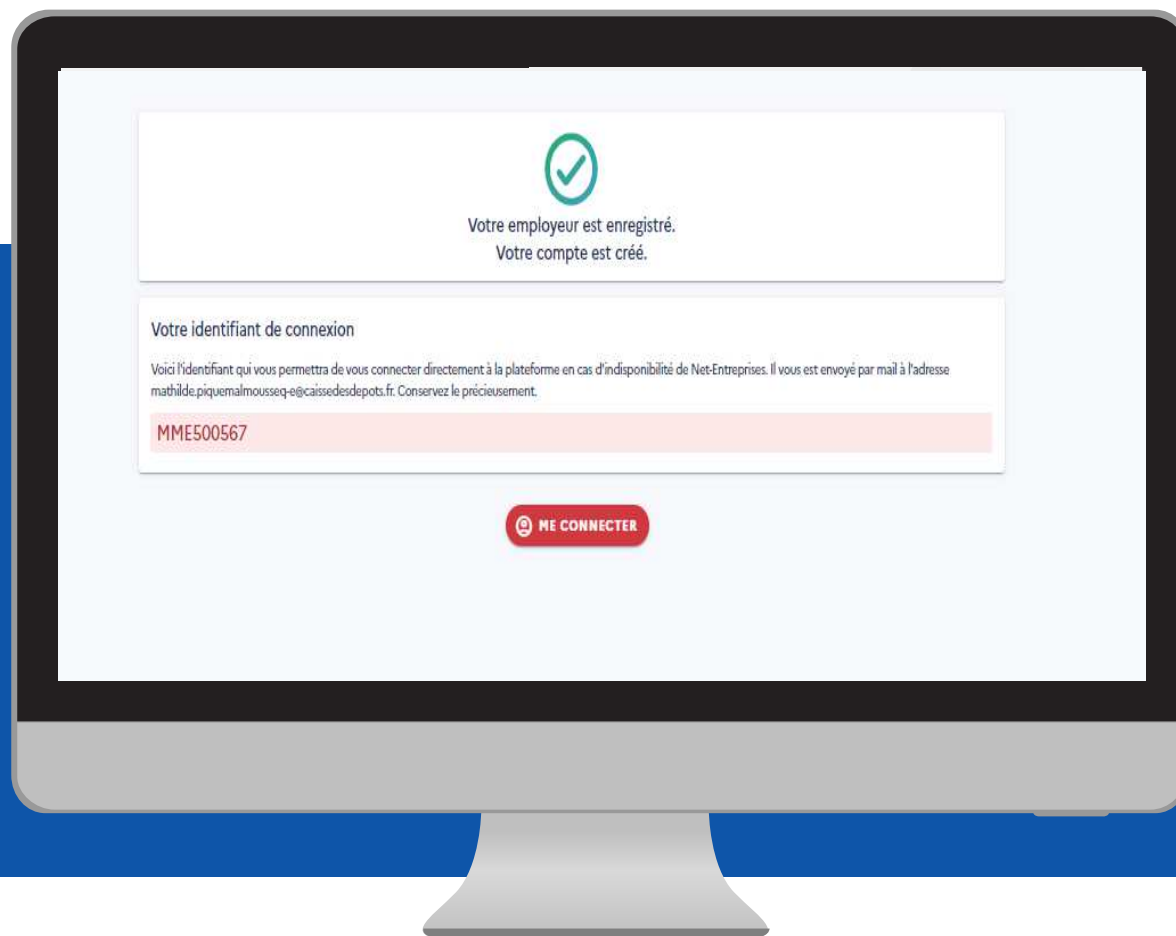 Votre employeur est enregistré.
Votre compte est créé.
Votre identifiant de connexion
Voici l'identifiant qui vous permettra de vous connecter directement à la plateforme en cas d'indisponibilité de Net-Entreprises. Il vous est envoyé par mail à l'adresse
mathilde.piquemalmousseq-e@caissedesdepots.fr. Conservez le précieusement.
MME500567
ME CONNECTER